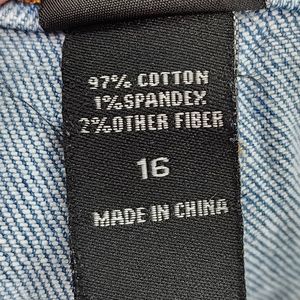 97% COTTON
1%SPANDEX
2%OTHER FIBER
16
MADE IN CHINA